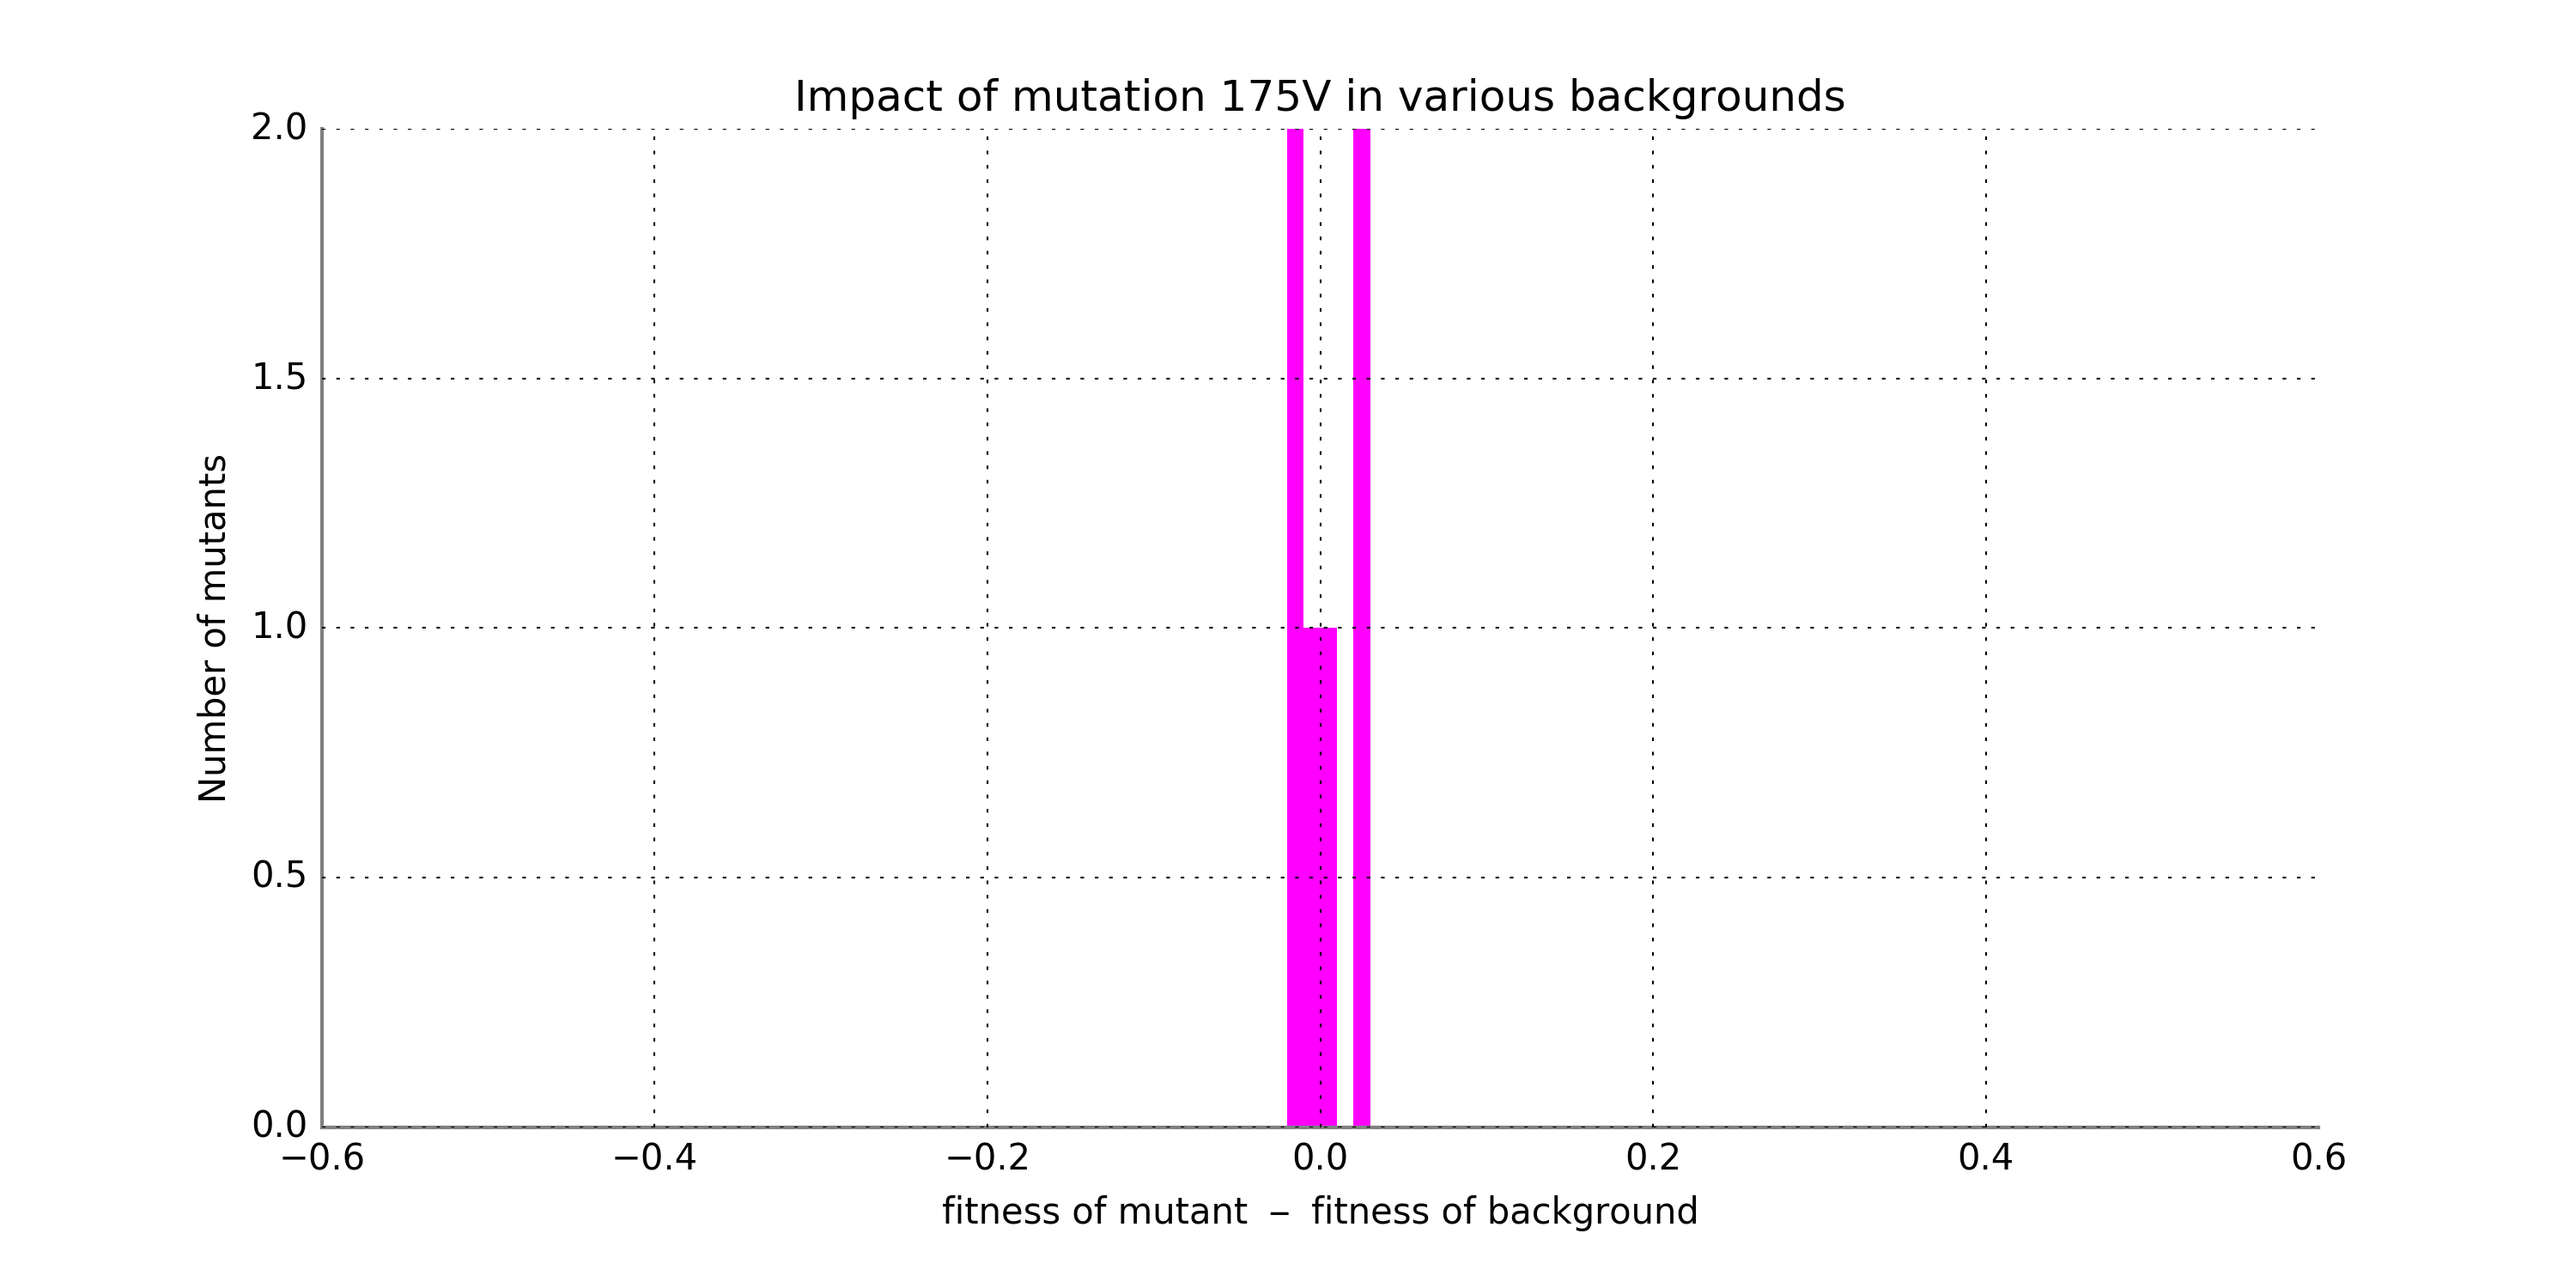 Impact of mutation 175V in various backgrounds
2.0
1.5
1.0
0.5
0.0
Number of mutants
−0.6 −0.4 −0.2 0.0 0.2 0.4 0.6
fitness of mutant − fitness of background